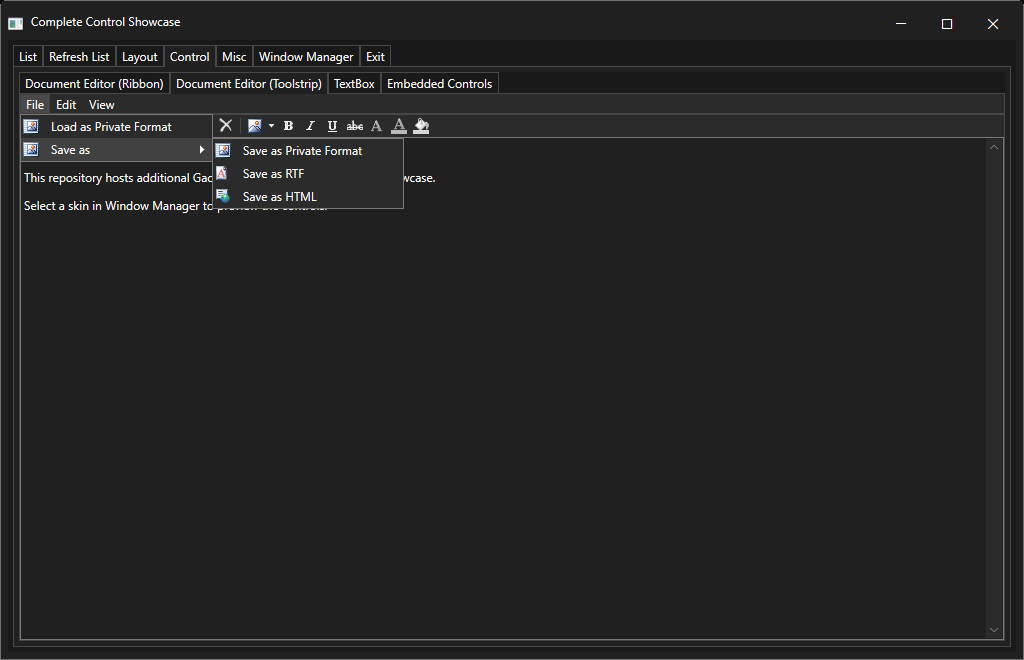 Complete Control Showcase
List Refresh List Layout Control Misc Window Manager Exit
Document Editor (Ribbon) Document Editor (Toolstrip) TextBox Embedded Controls
File Edit View
Load as Private Format B I U abc A A
Save as
Save as Private Format
Save as RTF
Save as HTML
This repository hosts additional
Select a skin in Window Manager to